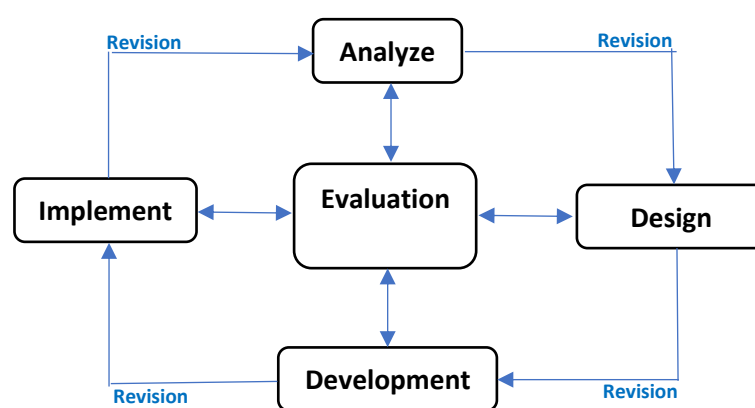 Revision
Analyze
Revision
Implement
Evaluation
Design
Development
Revision
Revision